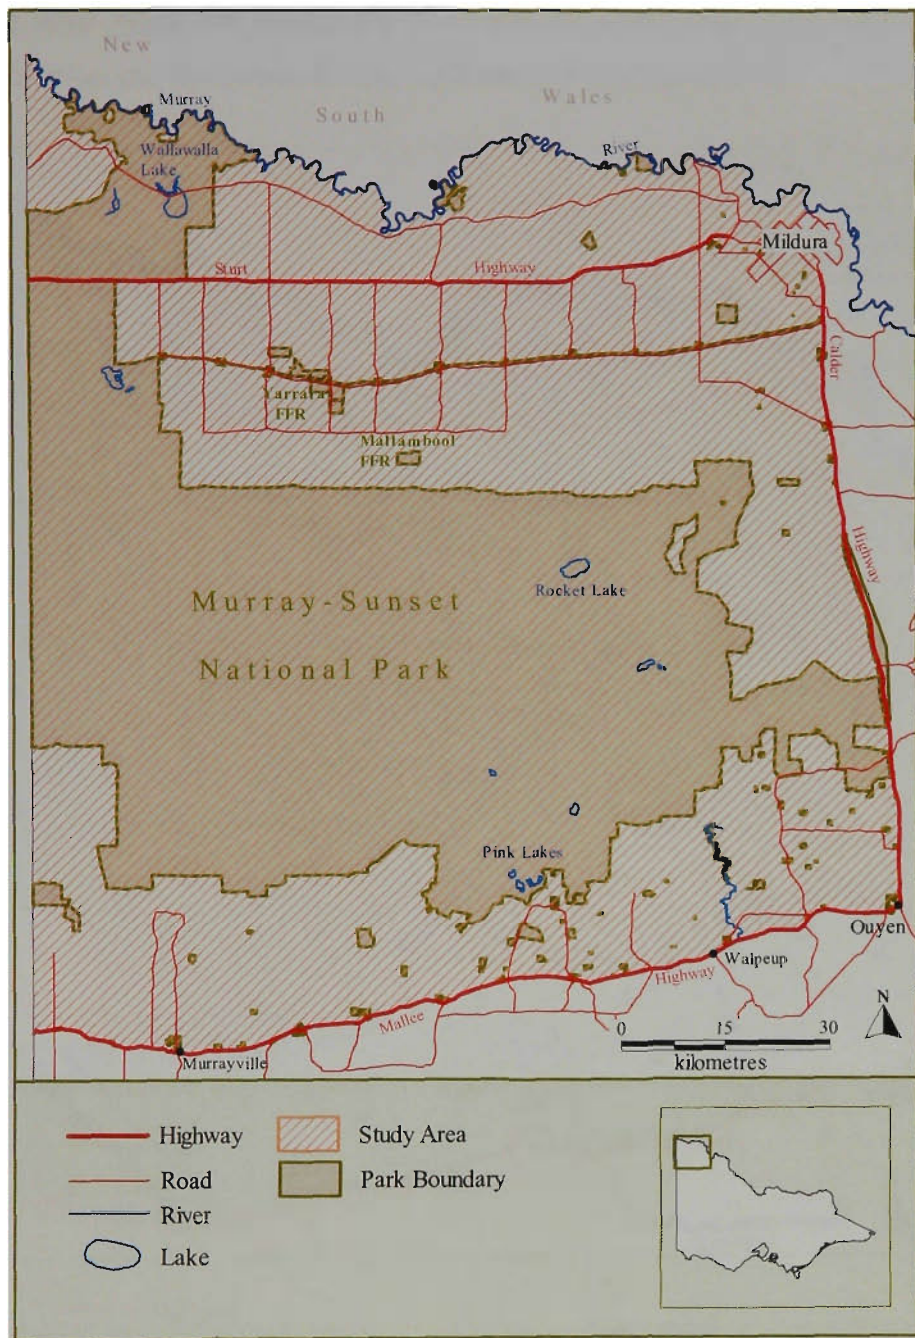 New
South
Wales
Murray
River
Wallawalla
Lake
Mildura
Sturt
Highway
Calder
Yarrara
FFR
Mallambool
FFR
Highway
Rocket Lake
Murray-Sunset
National Park
Pink Lakes
Ouyen
Walpeup
Highway
Mallee
Murrayville
N
0 15 30
kilometres
Highway
Road
River
Lake
Study Area
Park Boundary